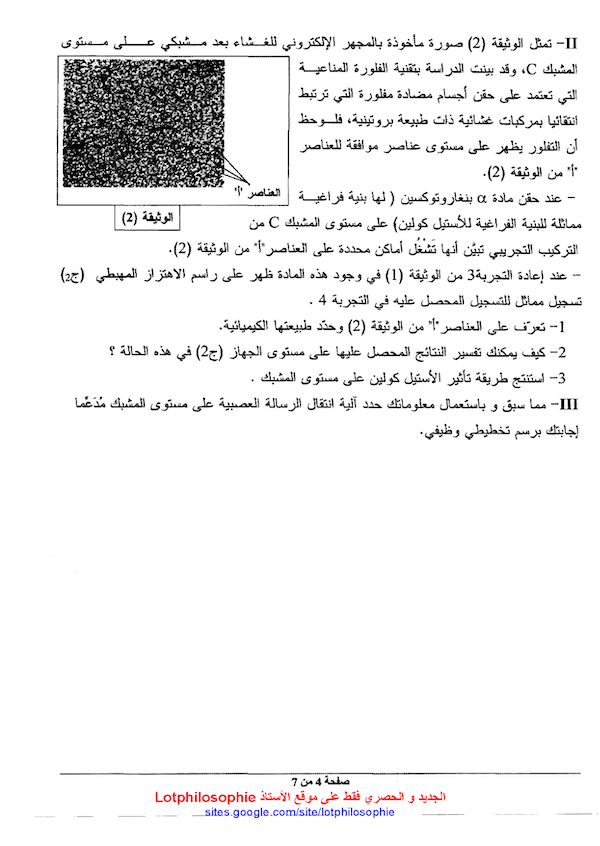 II- تمثل الوثيقة (2) صورة مأخوذة بالمجهر الإلكتروني للغشاء بعد مشبكي على مستوى
المشبك C، وقد بينت الدراسة بتقنية الفلورة المناعية
التي تعتمد على حقن أجسام مضادة مفلورة التي ترتبط
انتقائيا بمركبات غشائية ذات طبيعة بروتينية، فلوحظ
أن التفلور يظهر على مستوى عناصر موافقة للعناصر
"أ" من الوثيقة (2).
العناصر "أ"
الوثيقة (2)
- عند حقن مادة α بنغاروتوكسين ( لها بنية فراغية
مماثلة للبنية الفراغية للأستيل كولين) على مستوى المشبك C من
التركيب التجريبي تبيَّن أنها تَشْغُل أماكن محددة على العناصر"أ" من الوثيقة (2).
- عند إعادة التجربة3 من الوثيقة (1) في وجود هذه المادة ظهر على راسم الاهتزاز المهبطي (ج2)
تسجيل مماثل للتسجيل المحصل عليه في التجربة 4 .
1- تعرّف على العناصر"أ" من الوثيقة (2) وحدّد طبيعتها الكيميائية.
2- كيف يمكنك تفسير النتائج المحصل عليها على مستوى الجهاز (ج2) في هذه الحالة ؟
3- استنتج طريقة تأثير الأستيل كولين على مستوى المشبك .
III- مما سبق و باستعمال معلوماتك حدد آلية انتقال الرسالة العصبية على مستوى المشبك مُدَعِّما
إجابتك برسم تخطيطي وظيفي.
صفحة 4 من 7
الجديد و الحصري فقط على موقع الأستاذ Lotphilosophie
sites.google.com/site/lotphilosophie